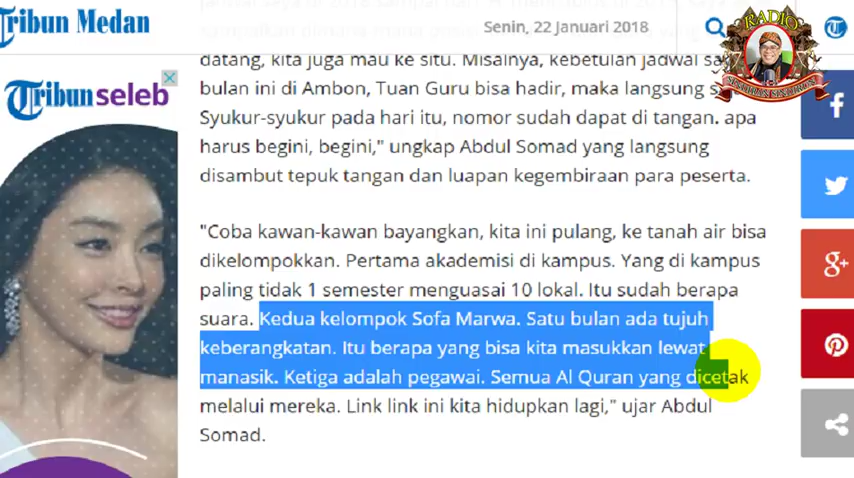 Tribun Medan
Senin, 22 Januari 2018
RADIO
datang, kita juga mau ke situ. Misalnya, kebetulan jadwal
Tribun seleb
bulan ini di Ambon, Tuan Guru bisa hadir, maka langsung
Syukur-syukur pada hari itu, nomor sudah dapat di tangan. apa
harus begini, begini," ungkap Abdul Somad yang langsung
disambut tepuk tangan dan luapan kegembiraan para peserta.
"Coba kawan-kawan bayangkan, kita ini pulang, ke tanah air bisa
dikelompokkan. Pertama akademisi di kampus. Yang di kampus
paling tidak 1 semester menguasai 10 lokal. Itu sudah berapa
suara. Kedua kelompok Sofa Marwa. Satu bulan ada tujuh
keberangkatan. Itu berapa yang bisa kita masukkan lewat
manasik. Ketiga adalah pegawai. Semua Al Quran yang dicetak
melalui mereka. Link link ini kita hidupkan lagi," ujar Abdul
Somad.